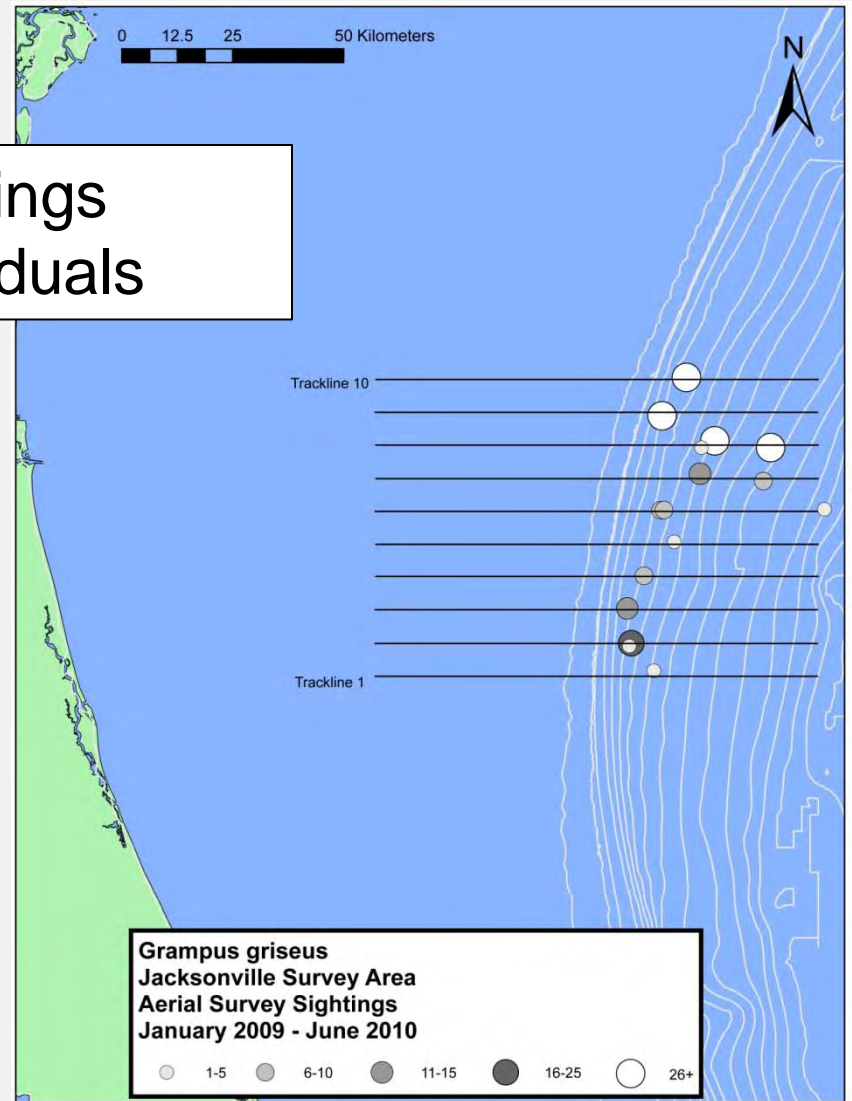 0 12.5 25 50 Kilometers
N
ings
duals
Trackline 10
Trackline 1
Grampus griseus
Jacksonville Survey Area
Aerial Survey Sightings
January 2009 - June 2010
1-5 6-10 11-15 16-25 26+